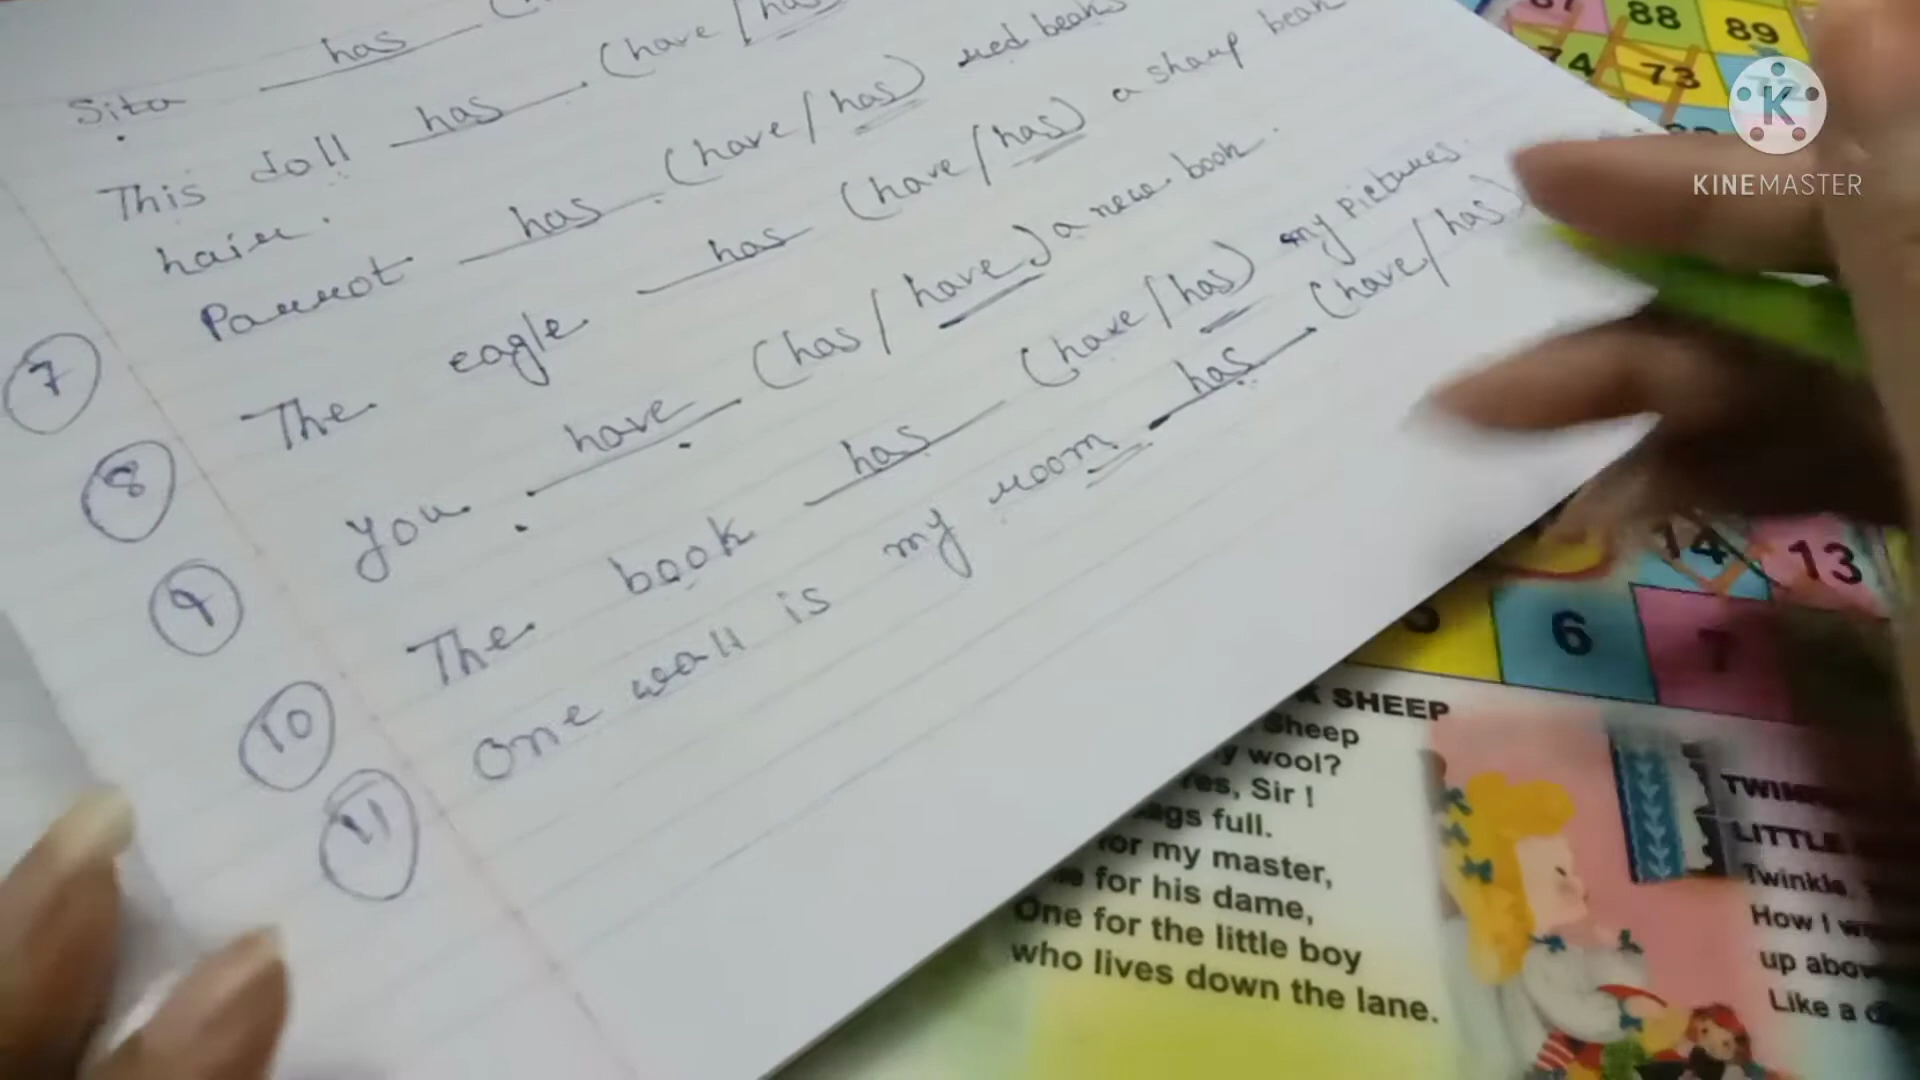 Sita has
This doll has (have / has
hair.
Parrot has (have / has) red beak
7 The eagle has (have / has) a sharp beak
8 You have (has / have) a new book.
9 The book has (have / has) my pictures.
10 One wall is my room has (have / has)
11
88 89
74 73 72
14 13
6 7
SHEEP
Sheep
wool?
Sir !
full.
for my master,
for his dame,
One for the little boy
who lives down the lane.
LITTLE
Twinkle,
How I
up
Like a
K
KINEMASTER